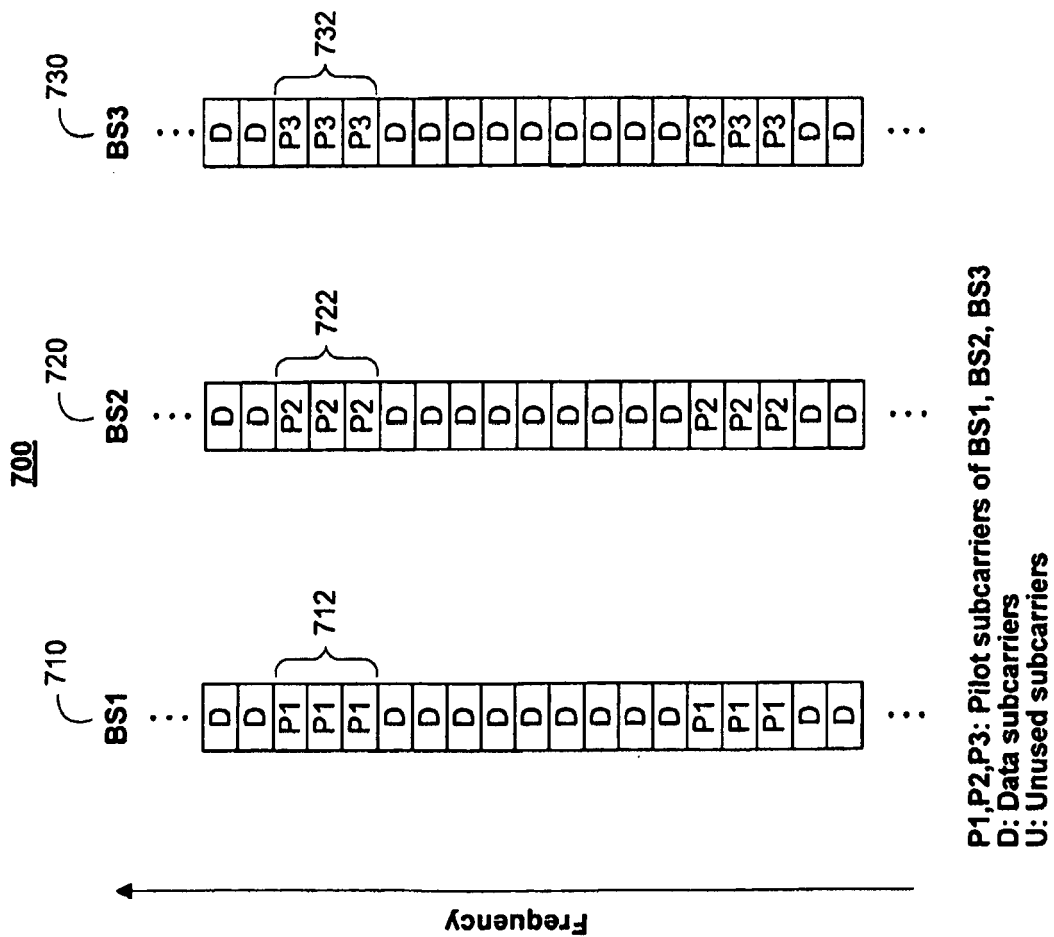 700
Frequency
710
BS1
...
D
D
P1
P1
P1
D
D
D
D
D
D
D
D
D
P1
P1
P1
D
D
...
712
720
BS2
...
D
D
P2
P2
P2
D
D
D
D
D
D
D
D
D
P2
P2
P2
D
D
...
722
730
BS3
...
D
D
P3
P3
P3
D
D
D
D
D
D
D
D
D
P3
P3
P3
D
D
...
732
P1,P2,P3: Pilot subcarriers of BS1, BS2, BS3
D: Data subcarriers
U: Unused subcarriers